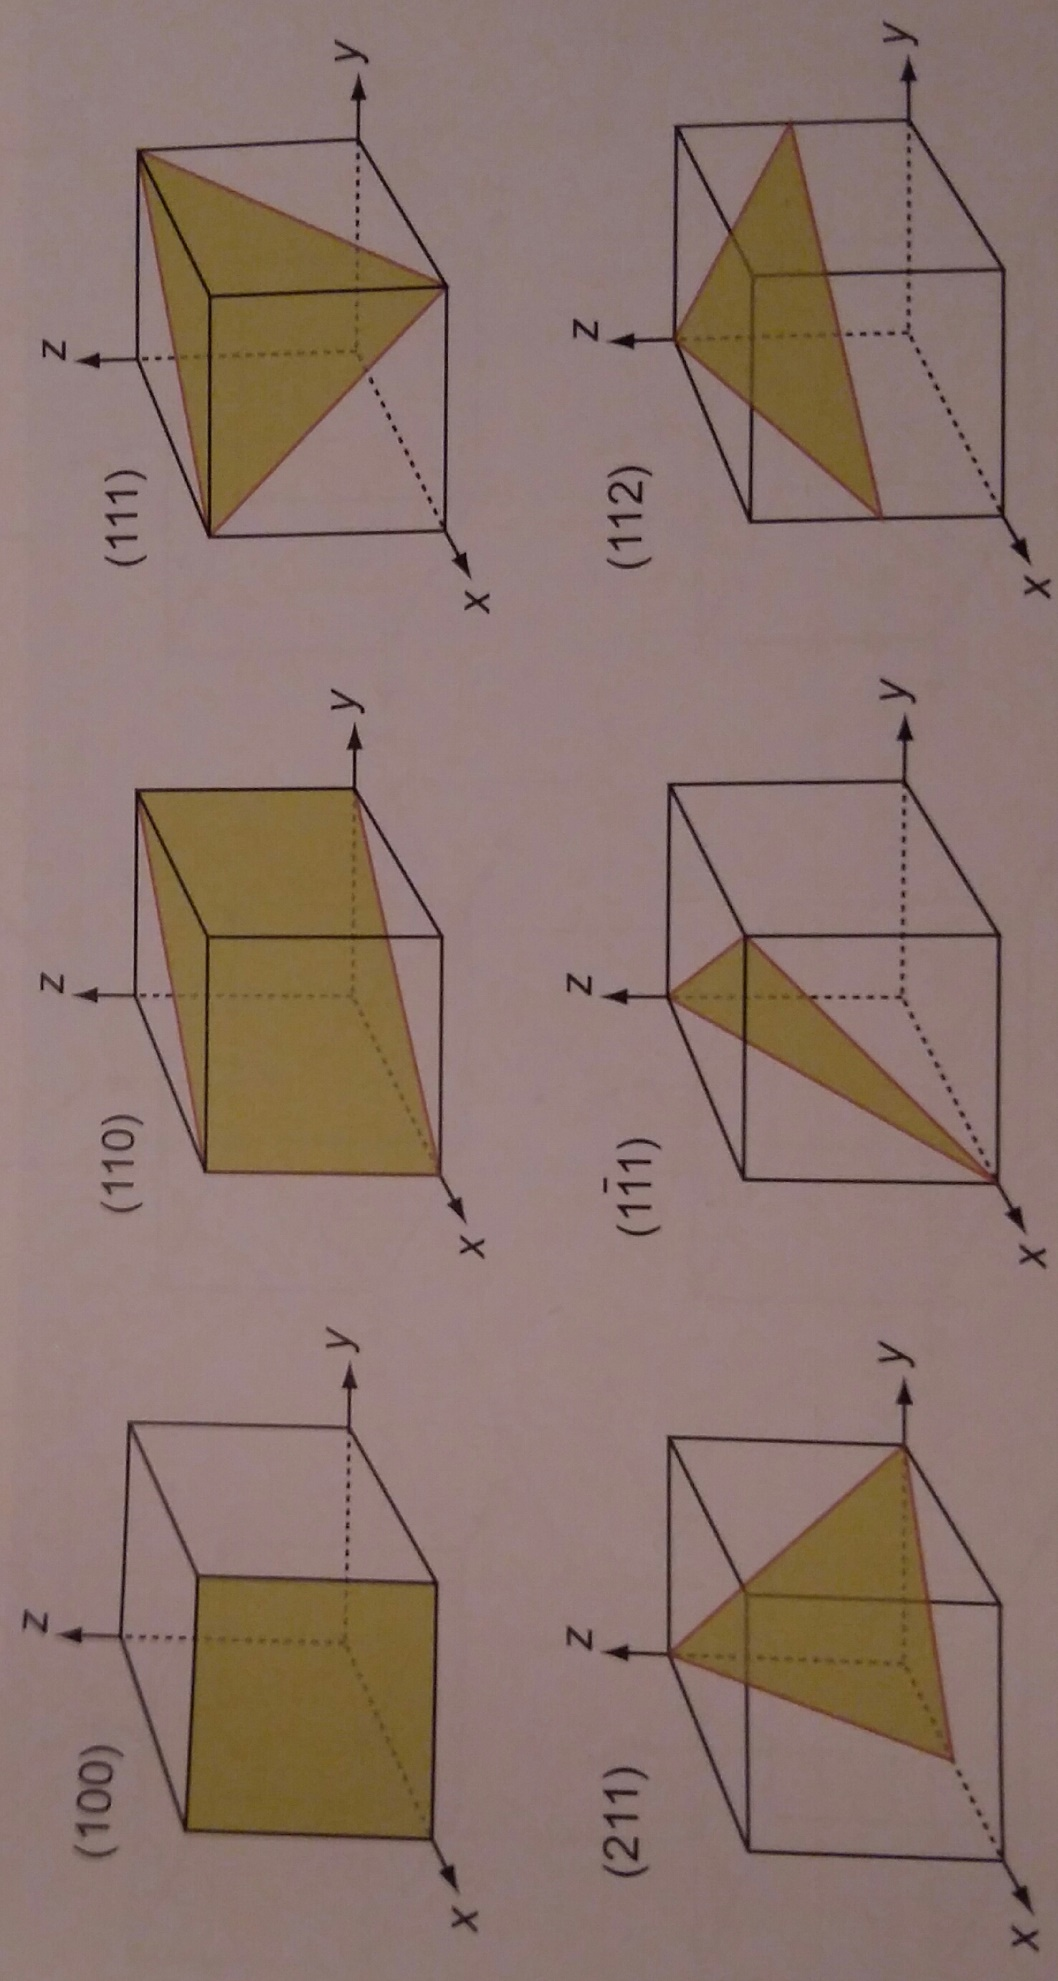 (100)
z
y
x
(110)
z
y
x
(111)
z
y
x
(211)
z
y
x
(11̄1)
z
y
x
(112)
z
y
x